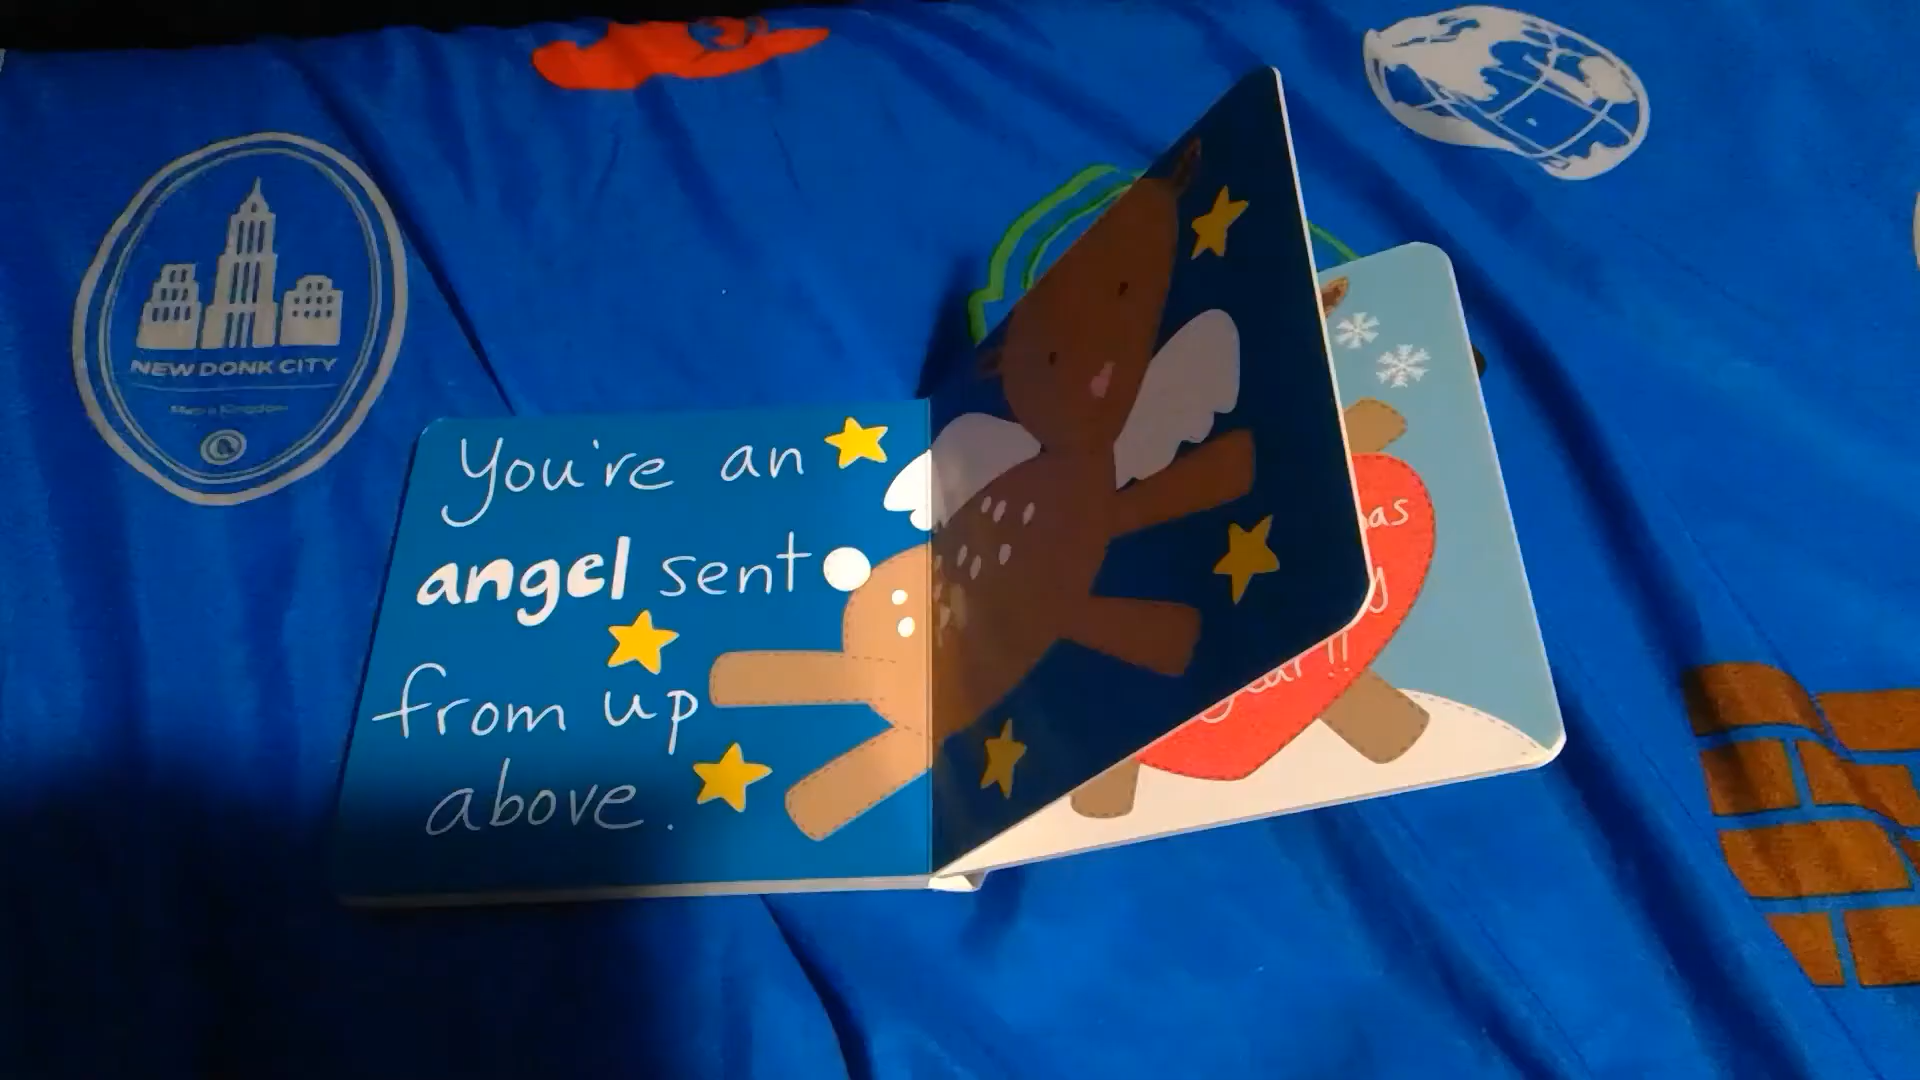 NEW DONK CITY
You're an
angel sent
from up
above.